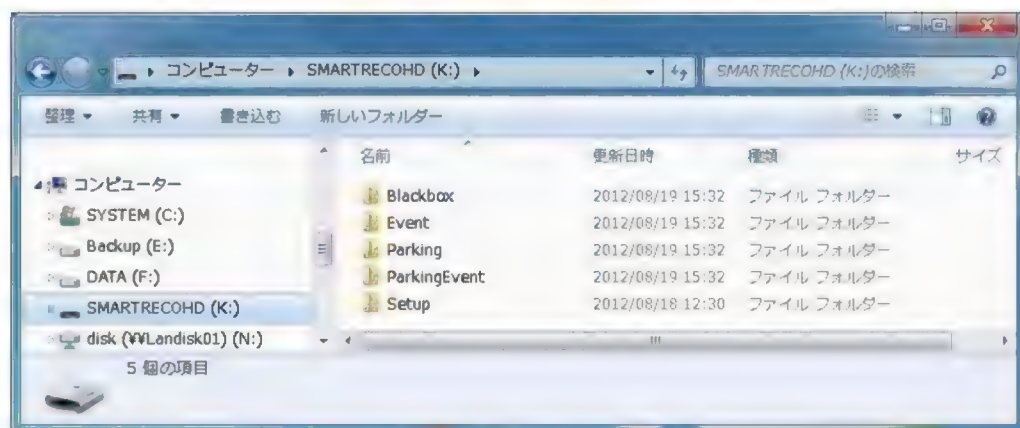 コンピューター ▸ SMARTRECOHD (K:) ▸
SMARTRECOHD (K:)の検索
整理 共有 書き込む 新しいフォルダー
名前 更新日時 種類 サイズ
コンピューター
SYSTEM (C:)
Backup (E:)
DATA (F:)
SMARTRECOHD (K:)
disk (¥¥Landisk01) (N:)
Blackbox 2012/08/19 15:32 ファイル フォルダー
Event 2012/08/19 15:32 ファイル フォルダー
Parking 2012/08/19 15:32 ファイル フォルダー
ParkingEvent 2012/08/19 15:32 ファイル フォルダー
Setup 2012/08/18 12:30 ファイル フォルダー
5 個の項目